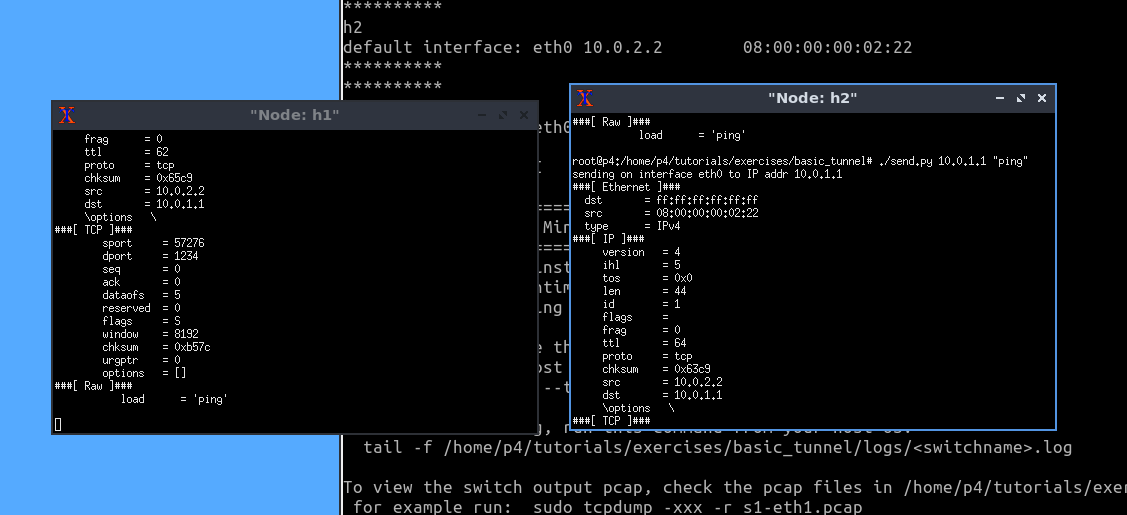 **********
h2
default interface: eth0 10.0.2.2        08:00:00:00:02:22
**********
**********
"Node: h1"
frag      = 0
ttl       = 62
proto     = tcp
chksum    = 0x65c9
src       = 10.0.2.2
dst       = 10.0.1.1
\options   \
###[ TCP ]###
sport     = 57276
dport     = 1234
seq       = 0
ack       = 0
dataofs   = 5
reserved  = 0
flags     = S
window    = 8192
chksum    = 0xb57c
urgptr    = 0
options   = []
###[ Raw ]###
load      = 'ping'
"Node: h2"
###[ Raw ]###
load      = 'ping'
root@p4:/home/p4/tutorials/exercises/basic_tunnel# ./send.py 10.0.1.1 "ping"
sending on interface eth0 to IP addr 10.0.1.1
###[ Ethernet ]###
dst       = ff:ff:ff:ff:ff:ff
src       = 08:00:00:00:02:22
type      = IPv4
###[ IP ]###
version   = 4
ihl       = 5
tos       = 0x0
len       = 44
id        = 1
flags     =
frag      = 0
ttl       = 64
proto     = tcp
chksum    = 0x63c9
src       = 10.0.2.2
dst       = 10.0.1.1
\options   \
###[ TCP ]###
tail -f /home/p4/tutorials/exercises/basic_tunnel/logs/<switchname>.log
To view the switch output pcap, check the pcap files in /home/p4/tutorials/exer
for example run:  sudo tcpdump -xxx -r s1-eth1.pcap